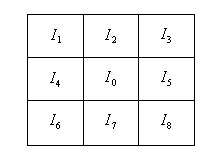 I₁ I₂ I₃
I₄ I₀ I₅
I₆ I₇ I₈